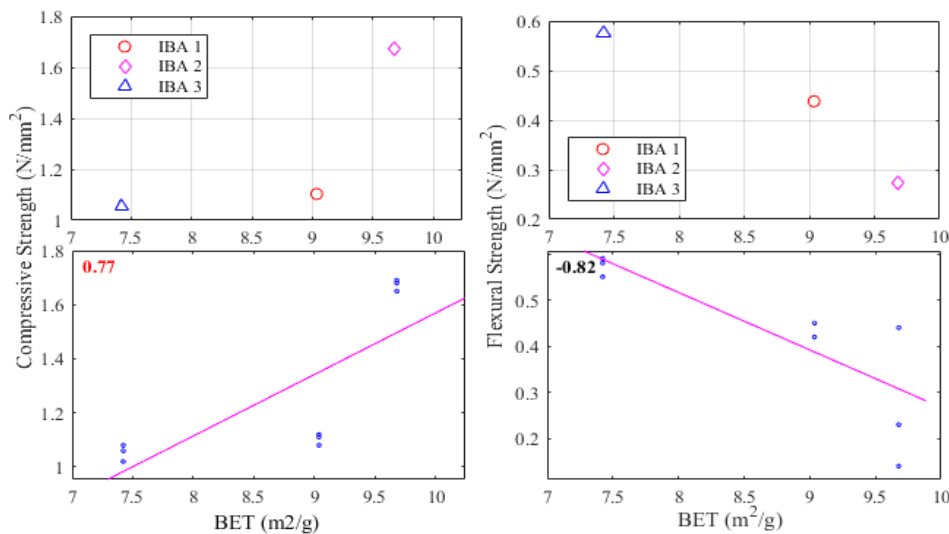 Compressive Strength (N/mm²)
1.8
1.6
1.4
1.2
1
IBA 1
IBA 2
IBA 3
7 7.5 8 8.5 9 9.5 10
1.8
1.6
1.4
1.2
1
0.77
7 7.5 8 8.5 9 9.5 10
BET (m2/g)
Flexural Strength (N/mm²)
0.6
0.5
0.4
0.3
0.2
IBA 1
IBA 2
IBA 3
7 7.5 8 8.5 9 9.5 10
0.5
0.4
0.3
0.2
-0.82
7 7.5 8 8.5 9 9.5 10
BET (m²/g)